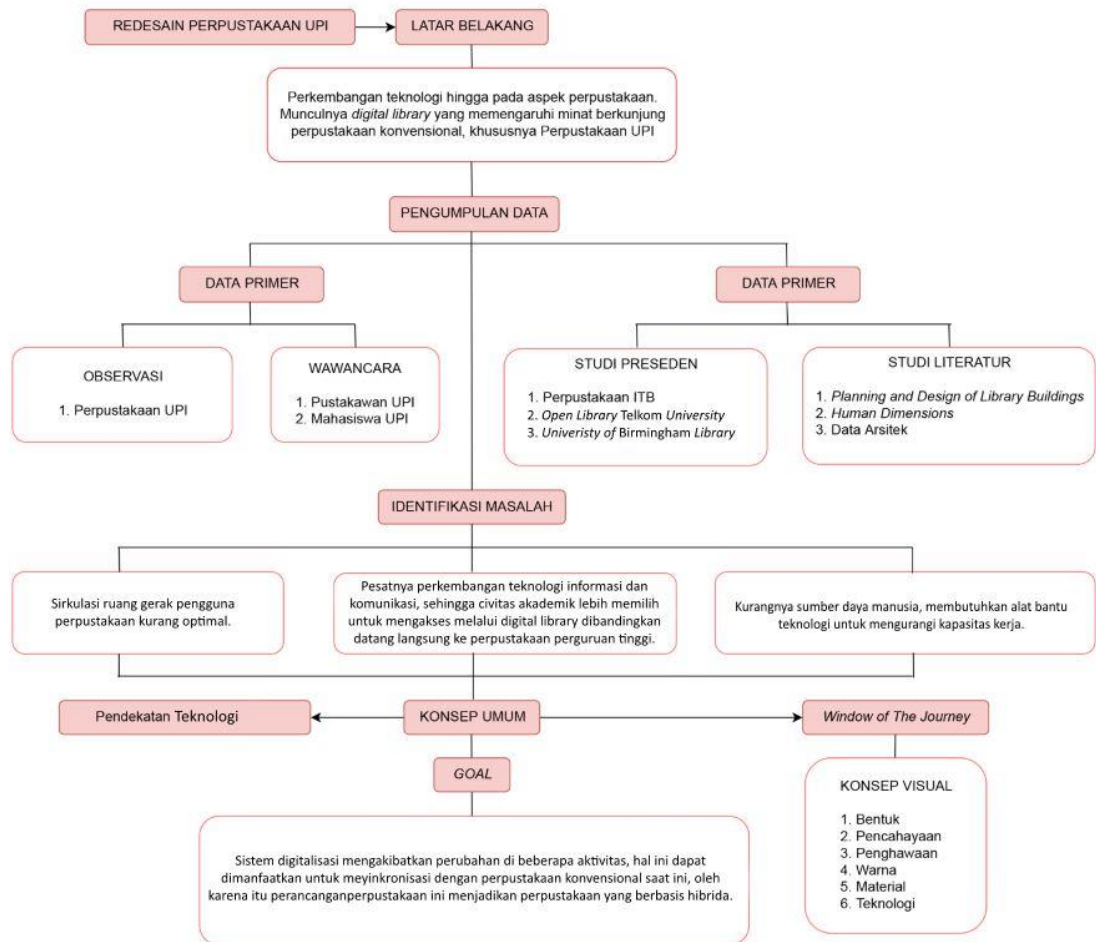 REDESAIN PERPUSTAKAAN UPI
LATAR BELAKANG
Perkembangan teknologi hingga pada aspek perpustakaan.
Munculnya digital library yang memengaruhi minat berkunjung
perpustakaan konvensional, khususnya Perpustakaan UPI
PENGUMPULAN DATA
DATA PRIMER
DATA PRIMER
OBSERVASI
1. Perpustakaan UPI
WAWANCARA
1. Pustakawan UPI
2. Mahasiswa UPI
STUDI PRESEDEN
1. Perpustakaan ITB
2. Open Library Telkom University
3. Univeristy of Birmingham Library
STUDI LITERATUR
1. Planning and Design of Library Buildings
2. Human Dimensions
3. Data Arsitek
IDENTIFIKASI MASALAH
Sirkulasi ruang gerak pengguna
perpustakaan kurang optimal.
Pesatnya perkembangan teknologi informasi dan
komunikasi, sehingga civitas akademik lebih memilih
untuk mengakses melalui digital library dibandingkan
datang langsung ke perpustakaan perguruan tinggi.
Kurangnya sumber daya manusia, membutuhkan alat bantu
teknologi untuk mengurangi kapasitas kerja.
Pendekatan Teknologi
KONSEP UMUM
Window of The Journey
GOAL
Sistem digitalisasi mengakibatkan perubahan di beberapa aktivitas, hal ini dapat
dimanfaatkan untuk meyinkronisasi dengan perpustakaan konvensional saat ini, oleh
karena itu perancanganperpustakaan ini menjadikan perpustakaan yang berbasis hibrida.
KONSEP VISUAL
1. Bentuk
2. Pencahayaan
3. Penghawaan
4. Warna
5. Material
6. Teknologi